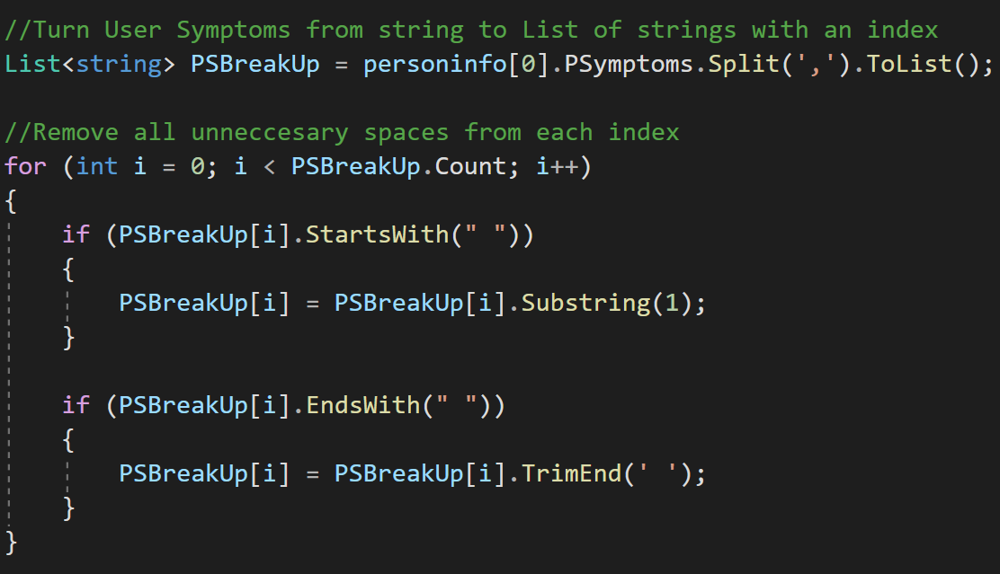 //Turn User Symptoms from string to List of strings with an index
List<string> PSBreakUp = personinfo[0].PSymptoms.Split(',').ToList();
//Remove all unneccesary spaces from each index
for (int i = 0; i < PSBreakUp.Count; i++)
{
if (PSBreakUp[i].StartsWith(" "))
{
PSBreakUp[i] = PSBreakUp[i].Substring(1);
}
if (PSBreakUp[i].EndsWith(" "))
{
PSBreakUp[i] = PSBreakUp[i].TrimEnd(' ');
}
}